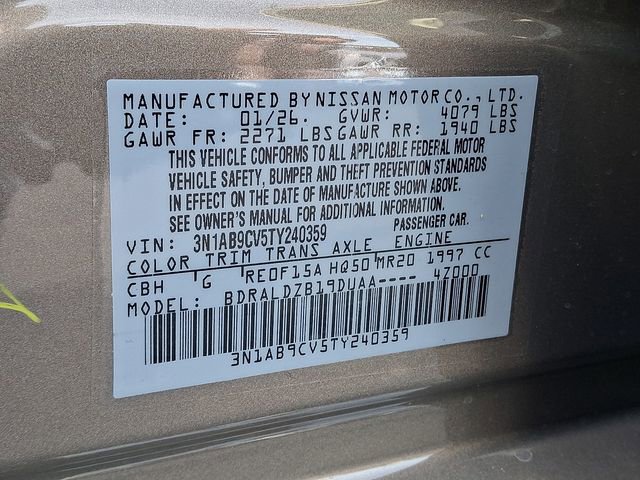 MANUFACTURED BY NISSAN MOTOR CO., LTD.
DATE: 01/26. GVWR: 4079 LBS
GAWR FR: 2271 LBS GAWR RR: 1940 LBS
THIS VEHICLE CONFORMS TO ALL APPLICABLE FEDERAL MOTOR
VEHICLE SAFETY, BUMPER AND THEFT PREVENTION STANDARDS
IN EFFECT ON THE DATE OF MANUFACTURE SHOWN ABOVE.
SEE OWNER'S MANUAL FOR ADDITIONAL INFORMATION.
VIN: 3N1AB9CV5TY240359 PASSENGER CAR.
COLOR TRIM TRANS AXLE ENGINE
CBH G RE0F15A HQ50 MR20 1997 CC
MODEL: BDRALDZB19DUAA---- 4Z000
3N1AB9CV5TY240359